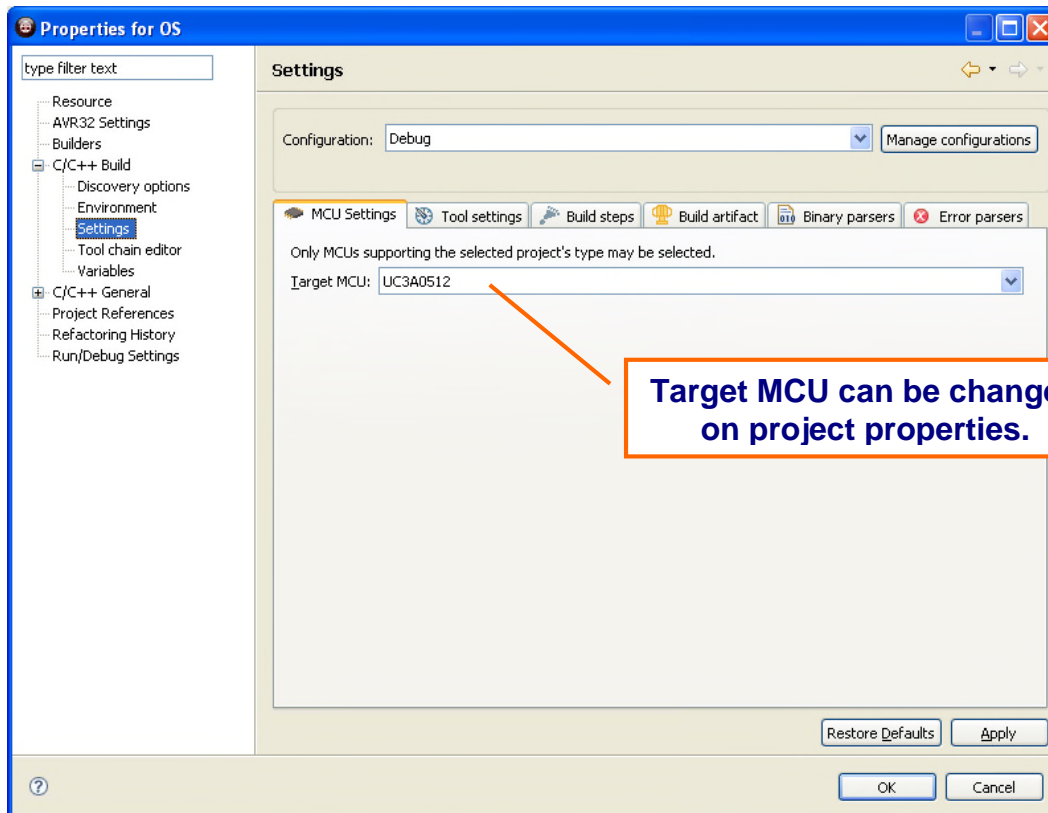 Properties for OS
type filter text
Settings
Resource
AVR32 Settings
Builders
C/C++ Build
Discovery options
Environment
Settings
Tool chain editor
Variables
C/C++ General
Project References
Refactoring History
Run/Debug Settings
Configuration: Debug Manage configurations
MCU Settings Tool settings Build steps Build artifact Binary parsers Error parsers
Only MCUs supporting the selected project's type may be selected.
Target MCU: UC3A0512
Target MCU can be change
on project properties.
Restore Defaults Apply
OK Cancel